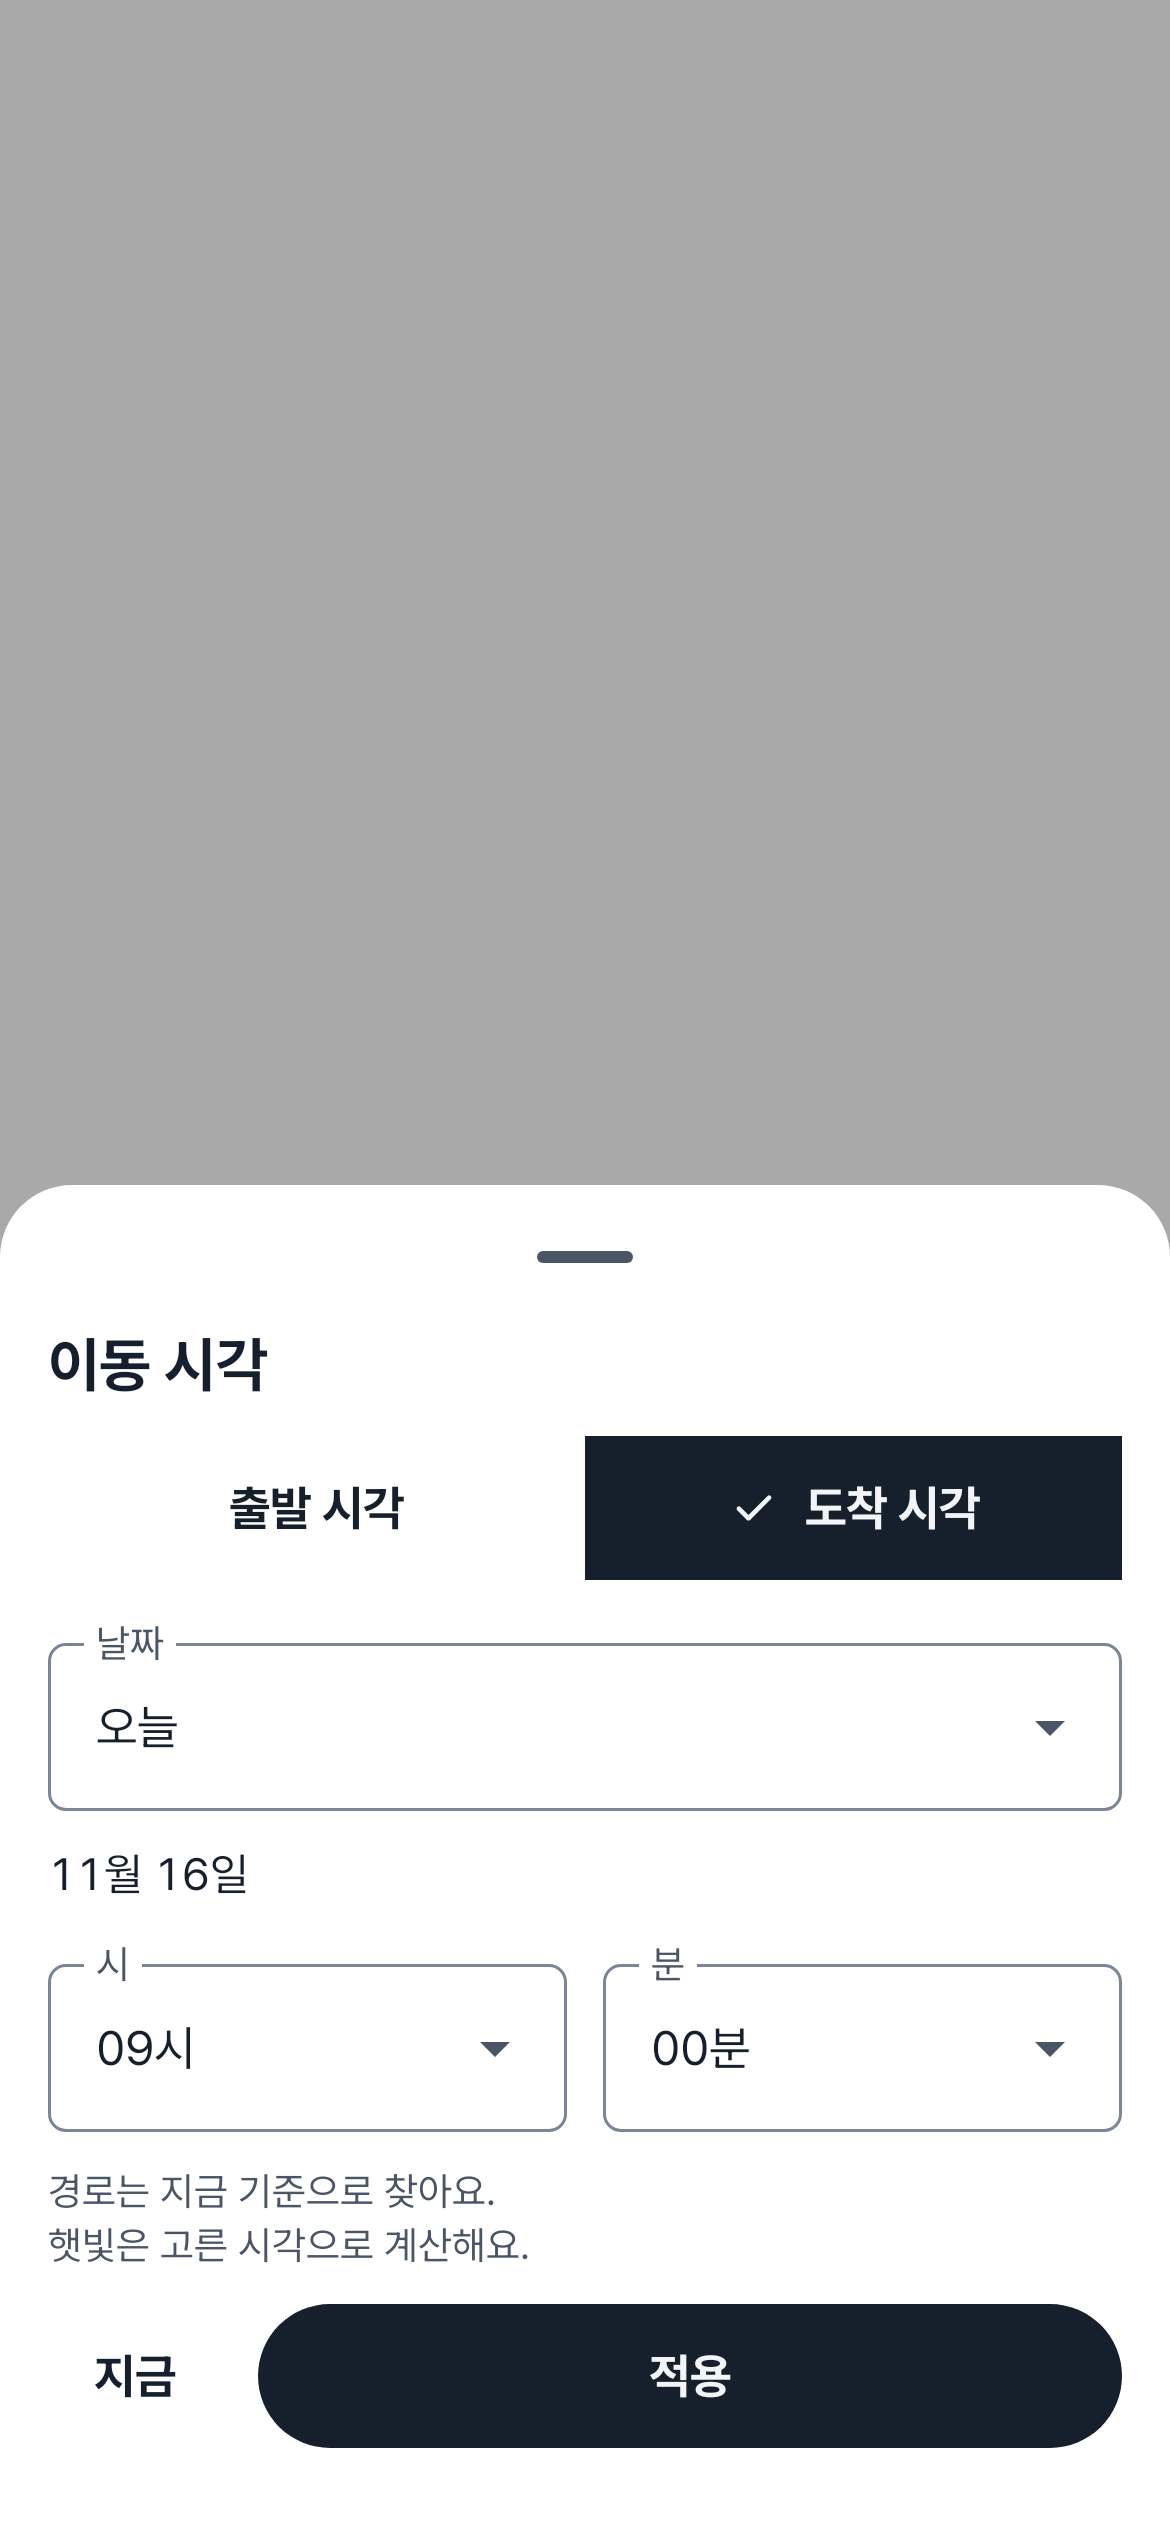 이동 시각
출발 시각
도착 시각
날짜
오늘
11월 16일
시
분
09시
00분
경로는 지금 기준으로 찾아요.
햇빛은 고른 시각으로 계산해요.
지금
적용